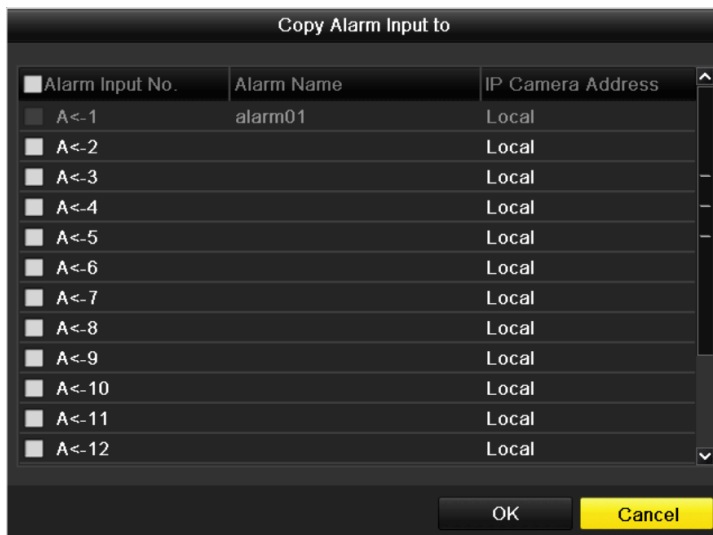 Copy Alarm Input to
Alarm Input No. Alarm Name IP Camera Address
A<-1 alarm01 Local
A<-2 Local
A<-3 Local
A<-4 Local
A<-5 Local
A<-6 Local
A<-7 Local
A<-8 Local
A<-9 Local
A<-10 Local
A<-11 Local
A<-12 Local
OK Cancel